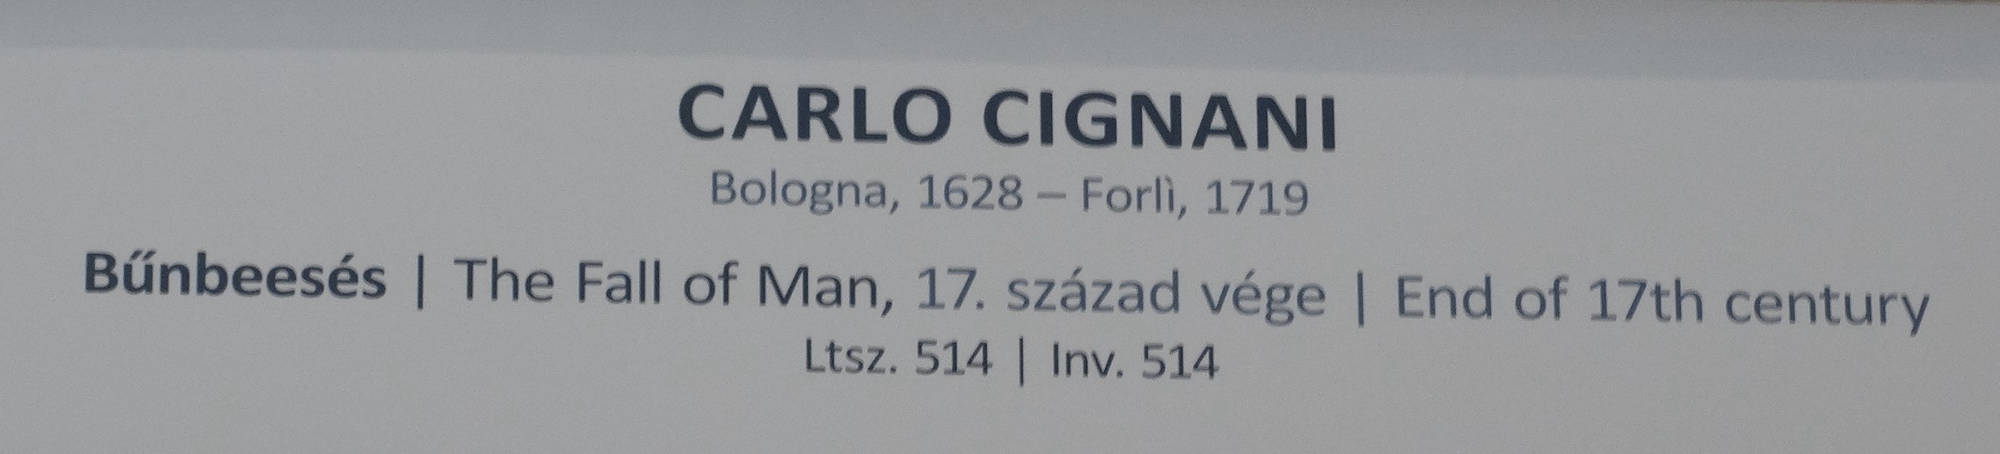 CARLO CIGNANI
Bologna, 1628 – Forlì, 1719
Bűnbeesés | The Fall of Man, 17. század vége | End of 17th century
Ltsz. 514 | Inv. 514